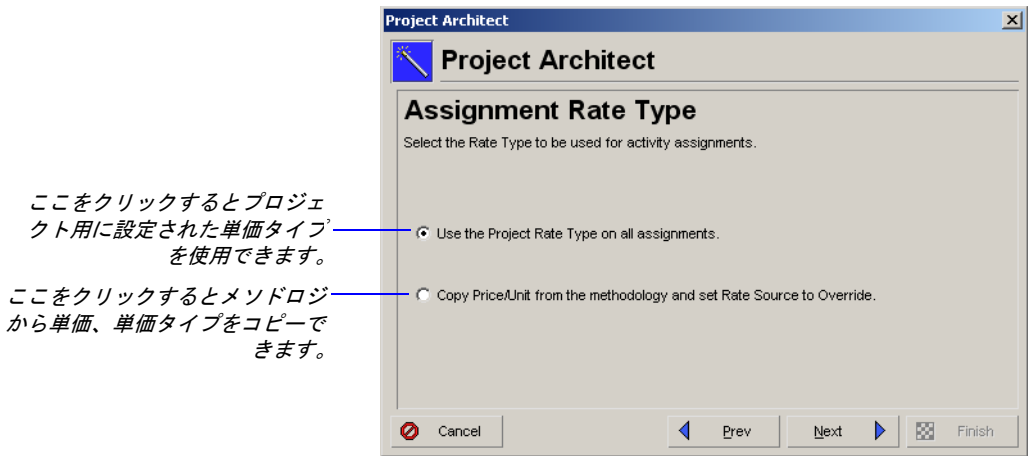 Project Architect
Project Architect
Assignment Rate Type
Select the Rate Type to be used for activity assignments.
ここをクリックするとプロジェ
クト用に設定された単価タイプ
を使用できます。
Use the Project Rate Type on all assignments.
ここをクリックするとメソドロジ
から単価、単価タイプをコピーで
きます。
Copy Price/Unit from the methodology and set Rate Source to Override.
Cancel
Prev
Next
Finish